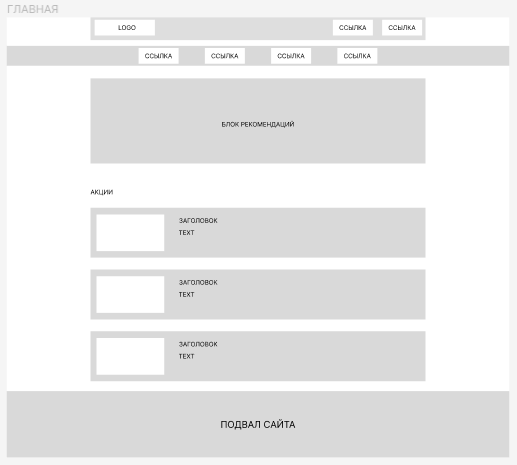 ГЛАВНАЯ
LOGO ССЫЛКА ССЫЛКА
ССЫЛКА ССЫЛКА ССЫЛКА ССЫЛКА
БЛОК РЕКОМЕНДАЦИЙ
АКЦИИ
ЗАГОЛОВОК
ТЕХТ
ЗАГОЛОВОК
ТЕХТ
ЗАГОЛОВОК
ТЕХТ
ПОДВАЛ САЙТА